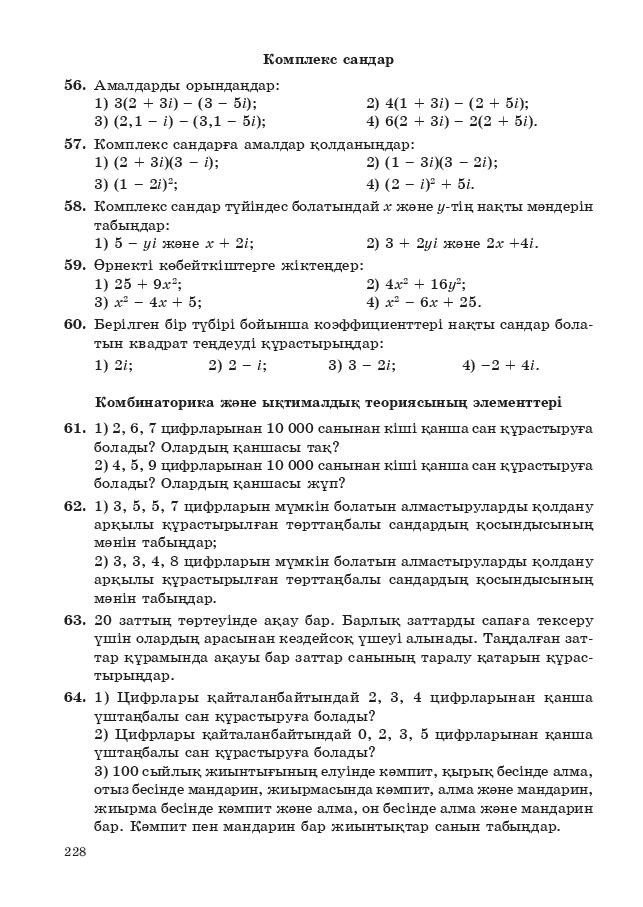 Комплекс сандар
56. Амалдарды орындаңдар:
1) 3(2 + 3i) – (3 – 5i); 2) 4(1 + 3i) – (2 + 5i);
3) (2,1 – i) – (3,1 – 5i); 4) 6(2 + 3i) – 2(2 + 5i).
57. Комплекс сандарға амалдар қолданыңдар:
1) (2 + 3i)(3 – i); 2) (1 – 3i)(3 – 2i);
3) (1 – 2i)²; 4) (2 – i)² + 5i.
58. Комплекс сандар түйіндес болатындай x және y-тің нақты мәндерін
табыңдар:
1) 5 – yi және x + 2i; 2) 3 + 2yi және 2x +4i.
59. Өрнекті көбейткіштерге жіктеңдер:
1) 25 + 9x²; 2) 4x² + 16y²;
3) x² – 4x + 5; 4) x² – 6x + 25.
60. Берілген бір түбірі бойынша коэффициенттері нақты сандар бола-
тын квадрат теңдеуді құрастырыңдар:
1) 2i; 2) 2 – i; 3) 3 – 2i; 4) –2 + 4i.
Комбинаторика және ықтималдық теориясының элементтері
61. 1) 2, 6, 7 цифрларынан 10 000 санынан кіші қанша сан құрастыруға
болады? Олардың қаншасы тақ?
2) 4, 5, 9 цифрларынан 10 000 санынан кіші қанша сан құрастыруға
болады? Олардың қаншасы жұп?
62. 1) 3, 5, 5, 7 цифрларын мүмкін болатын алмастыруларды қолдану
арқылы құрастырылған төрттаңбалы сандардың қосындысының
мәнін табыңдар;
2) 3, 3, 4, 8 цифрларын мүмкін болатын алмастыруларды қолдану
арқылы құрастырылған төрттаңбалы сандардың қосындысының
мәнін табыңдар.
63. 20 заттың төртеуінде ақау бар. Барлық заттарды сапаға тексеру
үшін олардың арасынан кездейсоқ үшеуі алынады. Таңдалған зат-
тар құрамында ақауы бар заттар санының таралу қатарын құрас-
тырыңдар.
64. 1) Цифрлары қайталанбайтындай 2, 3, 4 цифрларынан қанша
үштаңбалы сан құрастыруға болады?
2) Цифрлары қайталанбайтындай 0, 2, 3, 5 цифрларынан қанша
үштаңбалы сан құрастыруға болады?
3) 100 сыйлық жиынтығының елуінде кәмпит, қырық бесінде алма,
отыз бесінде мандарин, жиырмасында кәмпит, алма және мандарин,
жиырма бесінде кәмпит және алма, он бесінде алма және мандарин
бар. Кәмпит пен мандарин бар жиынтықтар санын табыңдар.
228